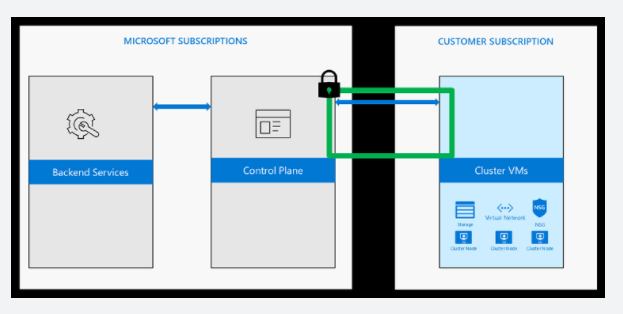 MICROSOFT SUBSCRIPTIONS
CUSTOMER SUBSCRIPTION
Backend Services
Control Plane
Cluster VMs
NSG
Storage
Virtual Network
NSG
Cluster Node
Cluster Node
Cluster Node